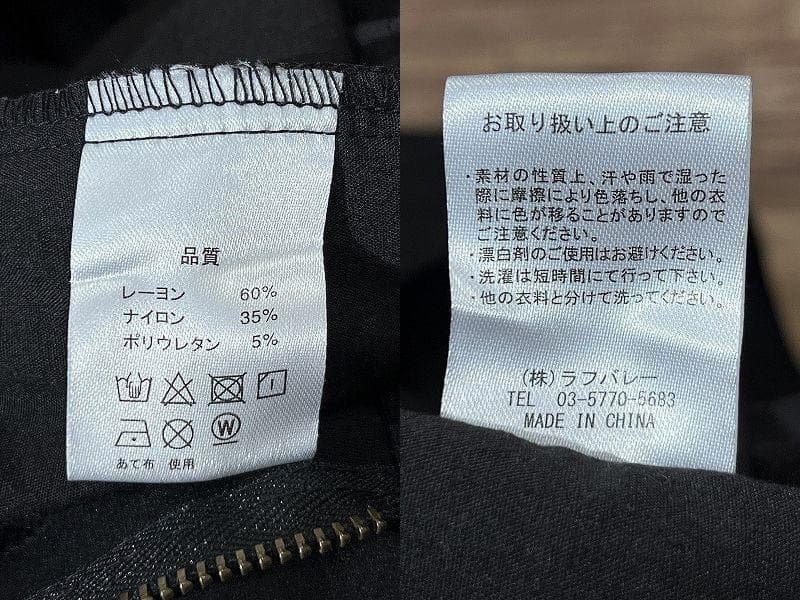 品質
レーヨン 60%
ナイロン 35%
ポリウレタン 5%
W
あて布 使用
お取り扱い上のご注意
・素材の性質上、汗や雨で湿った
際に摩擦により色落ちし、他の衣
料に色が移ることがありますので
ご注意ください。
・漂白剤のご使用はお避けください。
・洗濯は短時間にて行って下さい。
・他の衣料と分けて洗ってください。
(株)ラフバレー
TEL 03-5770-5683
MADE IN CHINA